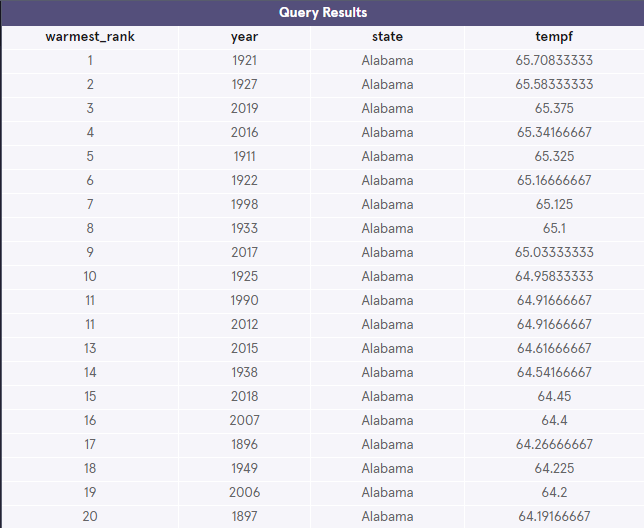 Query Results
warmest_rank year state tempf
1 1921 Alabama 65.70833333
2 1927 Alabama 65.58333333
3 2019 Alabama 65.375
4 2016 Alabama 65.34166667
5 1911 Alabama 65.325
6 1922 Alabama 65.16666667
7 1998 Alabama 65.125
8 1933 Alabama 65.1
9 2017 Alabama 65.03333333
10 1925 Alabama 64.95833333
11 1990 Alabama 64.91666667
11 2012 Alabama 64.91666667
13 2015 Alabama 64.61666667
14 1938 Alabama 64.54166667
15 2018 Alabama 64.45
16 2007 Alabama 64.4
17 1896 Alabama 64.26666667
18 1949 Alabama 64.225
19 2006 Alabama 64.2
20 1897 Alabama 64.19166667